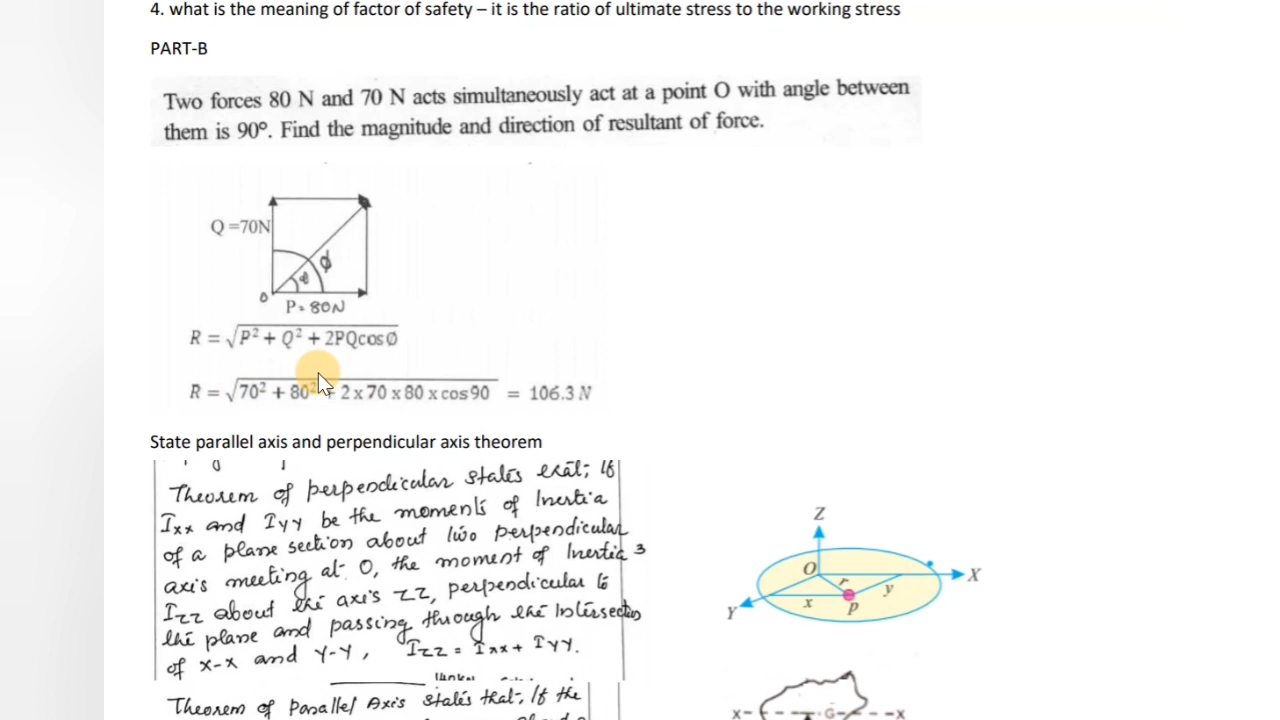 4. what is the meaning of factor of safety – it is the ratio of ultimate stress to the working stress
PART-B
Two forces 80 N and 70 N acts simultaneously act at a point O with angle between
them is 90º. Find the magnitude and direction of resultant of force.
Q =70N
ϕ
θ
O
P= 80N
R = √P² + Q² + 2PQcosØ
R = √70² + 80² + 2 x 70 x 80 x cos 90 = 106.3 N
State parallel axis and perpendicular axis theorem
Theorem of perpendicular states that; if
Ixx and Iyy be the moments of Inertia
of a plane section about two perpendicular
axis meeting at O, the moment of Inertia
Izz about the axis zz, perpendicular to
the plane and passing through the Intersection
of x-x and Y-Y, Izz = Ixx + Iyy.
Theorem of Parallel Axis states that; If the
Z
O
r
X
Y
x
y
P
X
G
X